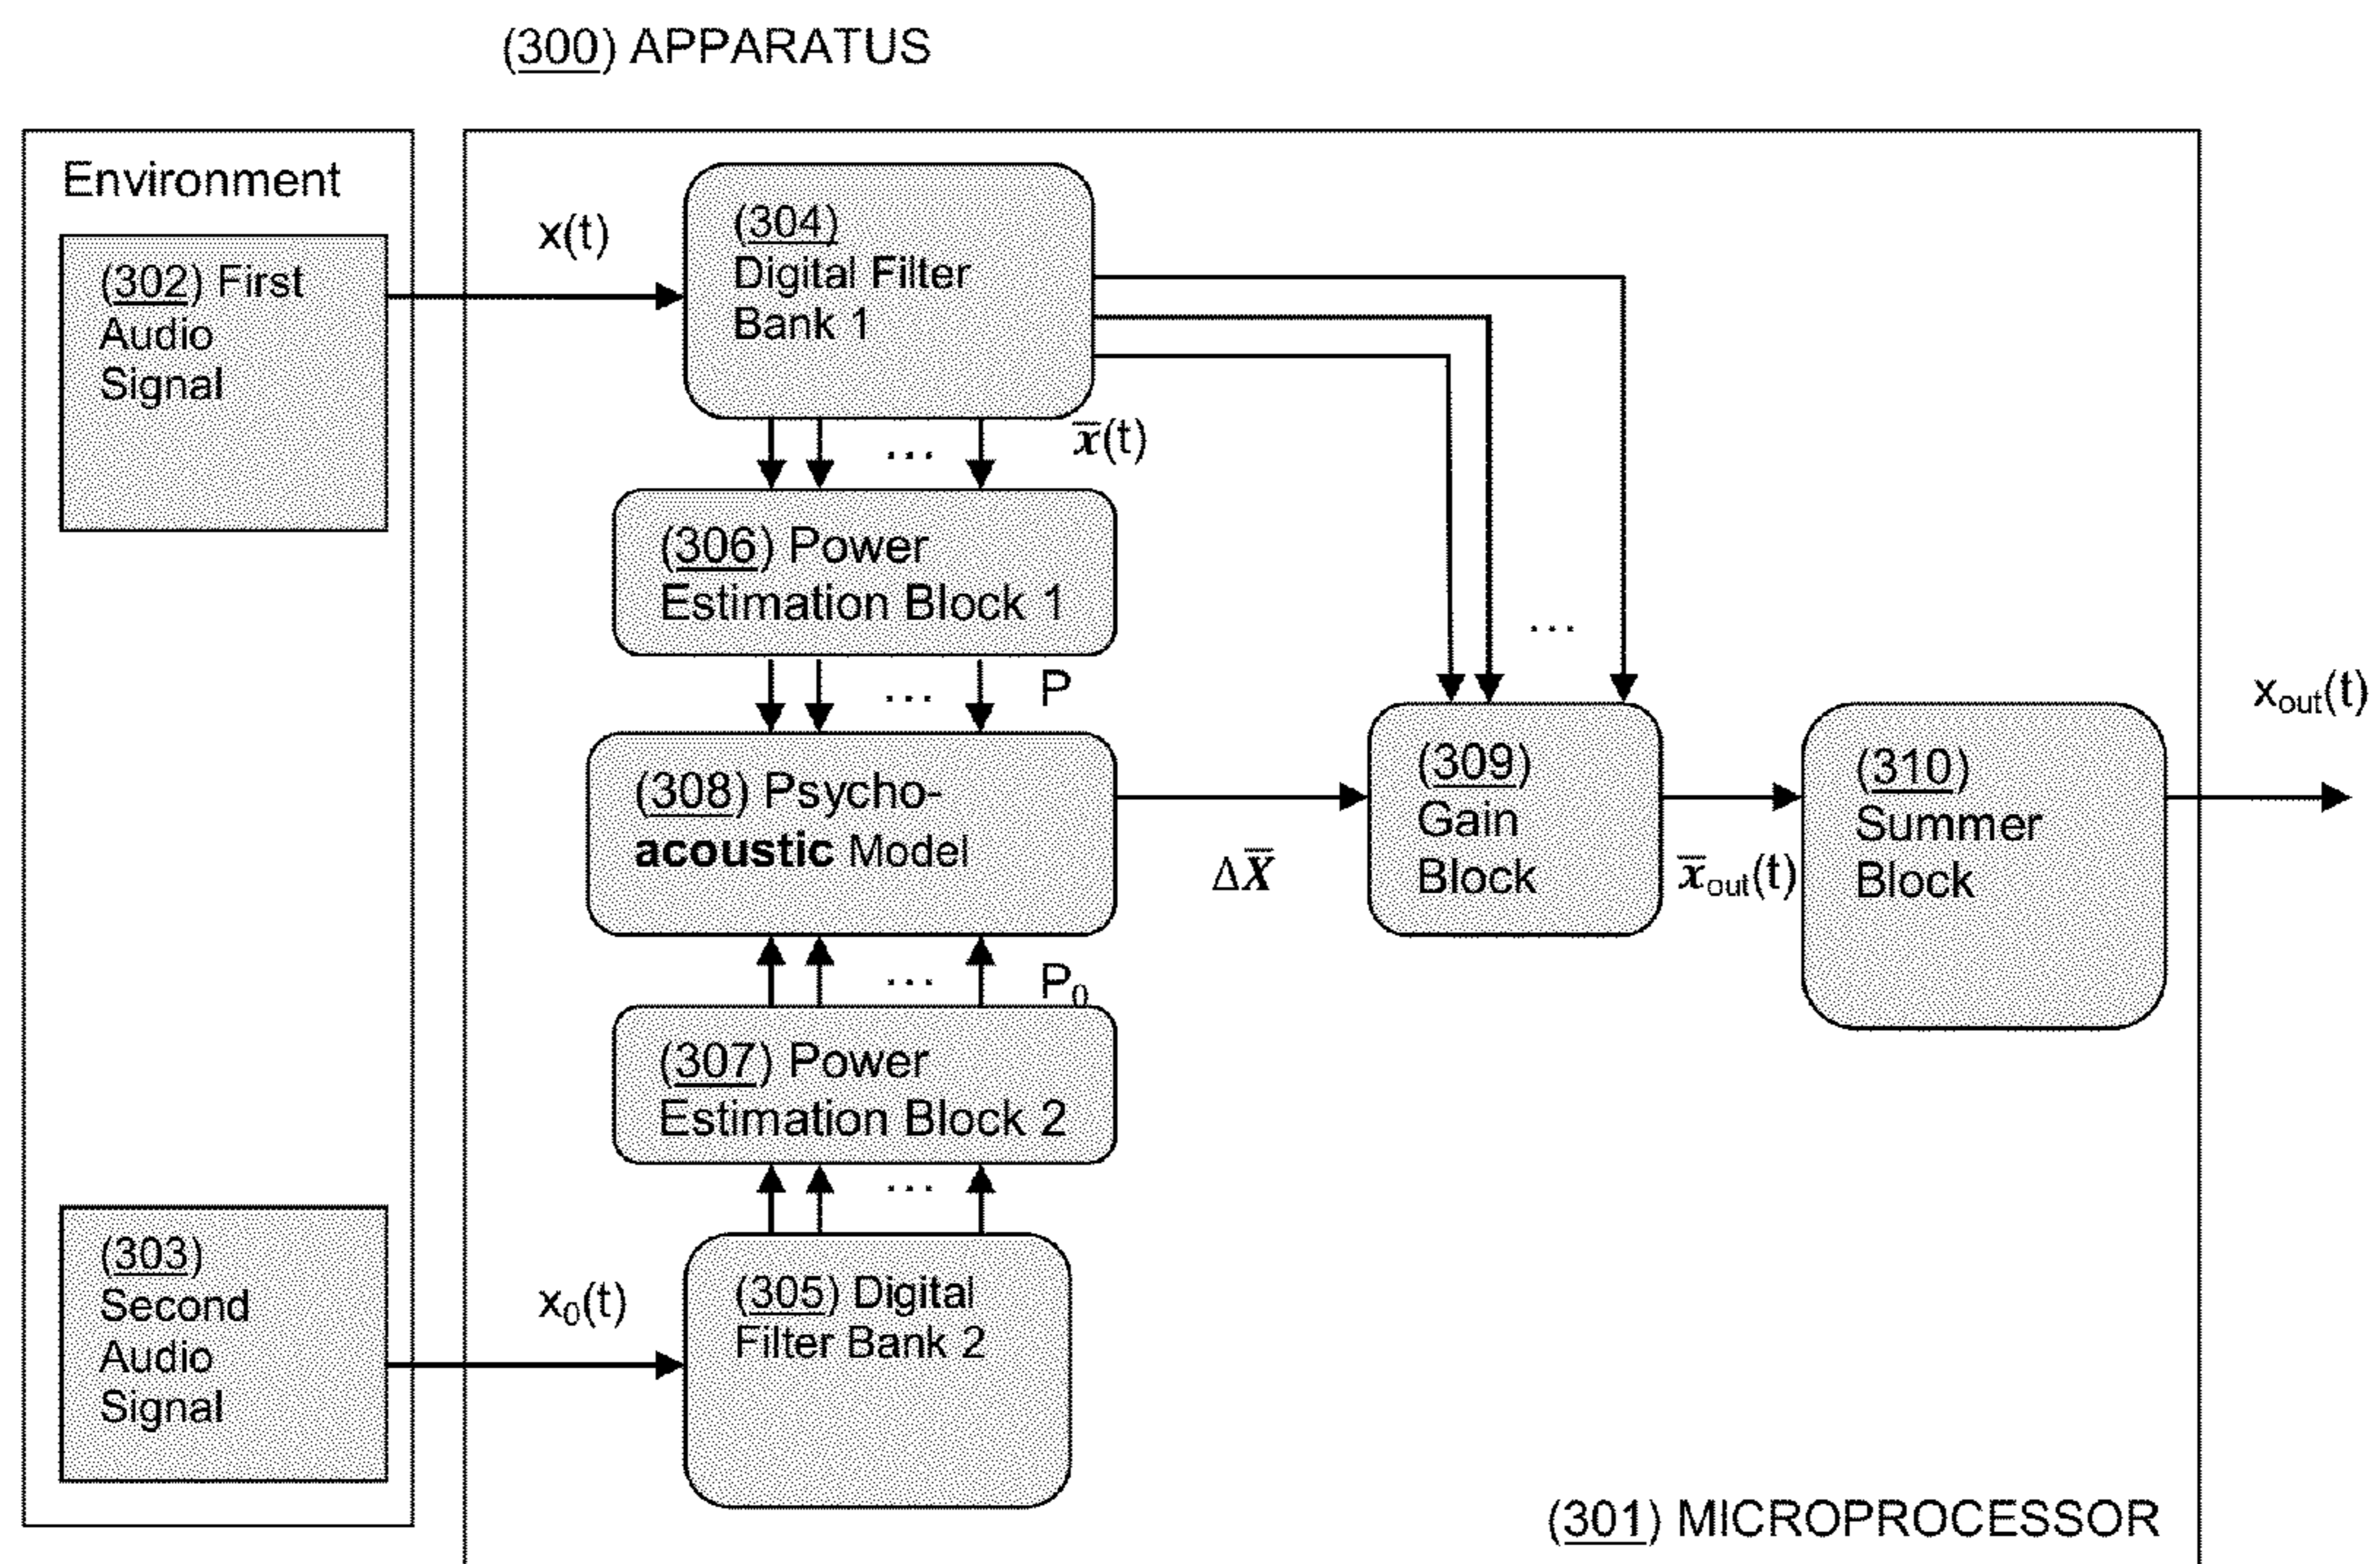 (300) APPARATUS
Environment
(302) First
Audio
Signal
x(t)
(304)
Digital Filter
Bank 1
...
x̅(t)
(306) Power
Estimation Block 1
...
P
...
(308) Psycho-
acoustic Model
ΔX̅
(309)
Gain
Block
x̅out(t)
(310)
Summer
Block
xout(t)
...
P₀
(307) Power
Estimation Block 2
...
(303)
Second
Audio
Signal
x₀(t)
(305) Digital
Filter Bank 2
(301) MICROPROCESSOR